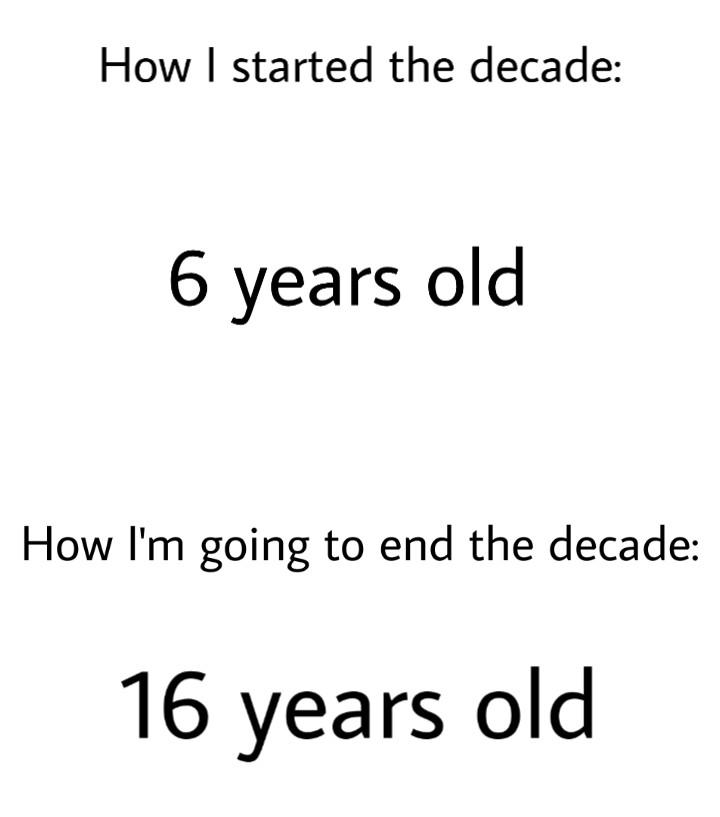 How I started the decade:
6 years old
How I'm going to end the decade:
16 years old